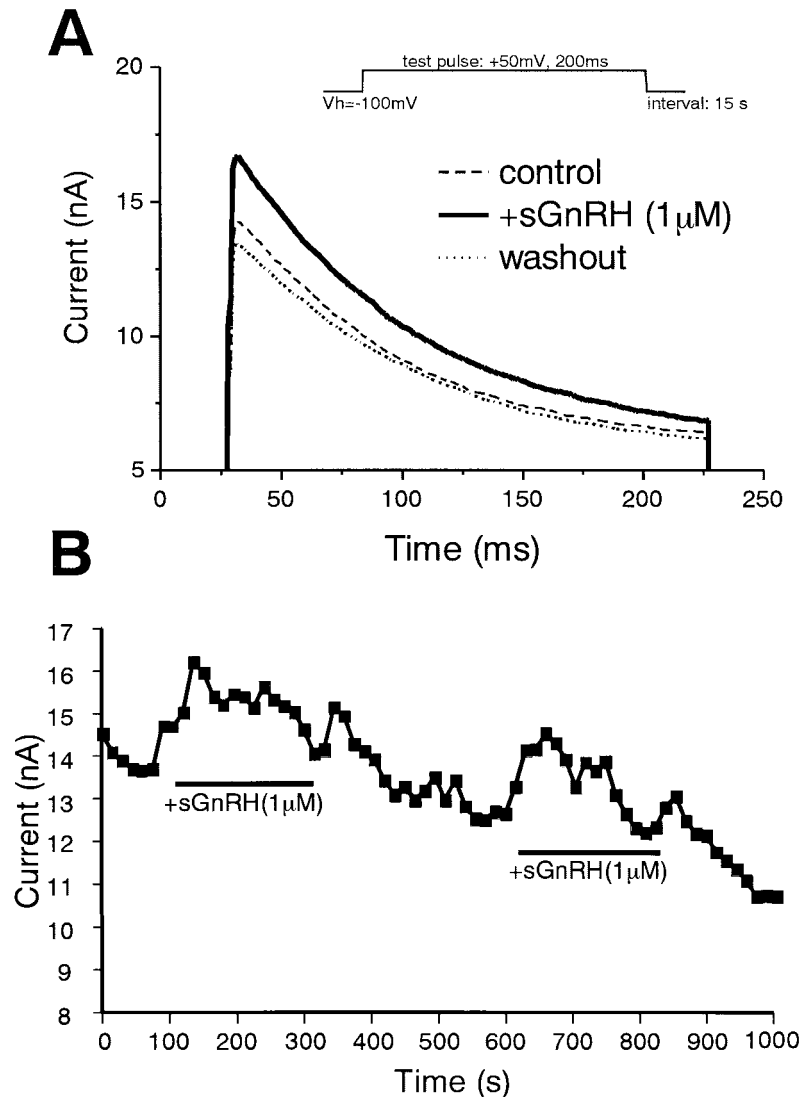 A
test pulse: +50mV, 200ms
Vh=-100mV
interval: 15 s
control
+sGnRH (1μM)
washout
Current (nA)
20
15
10
5
0
50
100
150
200
250
Time (ms)
B
Current (nA)
17
16
15
14
13
12
11
10
9
8
+sGnRH(1μM)
+sGnRH(1μM)
0
100
200
300
400
500
600
700
800
900
1000
Time (s)